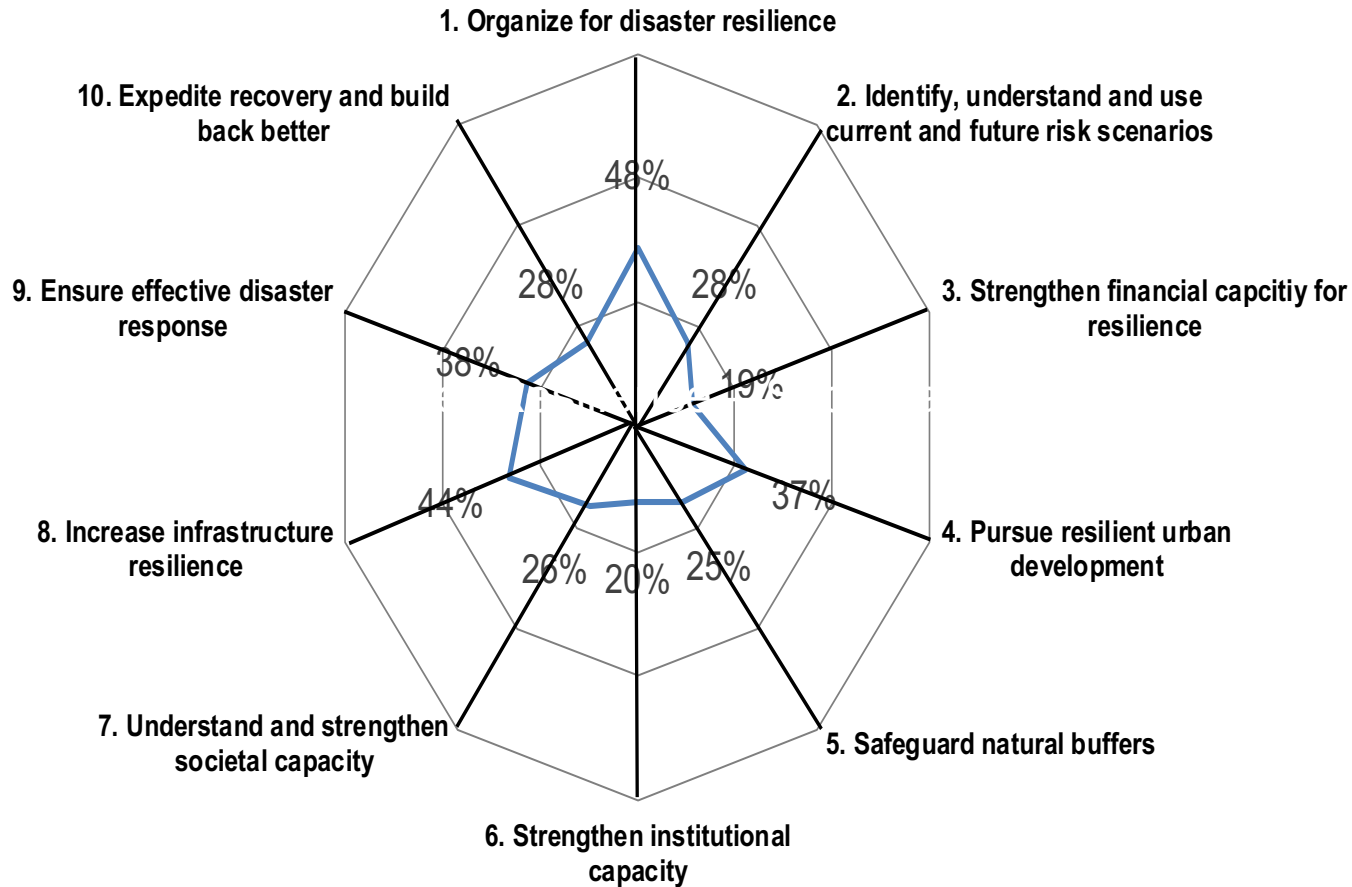 1. Organize for disaster resilience
2. Identify, understand and use
current and future risk scenarios
3. Strengthen financial capcitiy for
resilience
4. Pursue resilient urban
development
5. Safeguard natural buffers
6. Strengthen institutional
capacity
7. Understand and strengthen
societal capacity
8. Increase infrastructure
resilience
9. Ensure effective disaster
response
10. Expedite recovery and build
back better
48%
28%
19%
37%
25%
20%
26%
44%
38%
28%